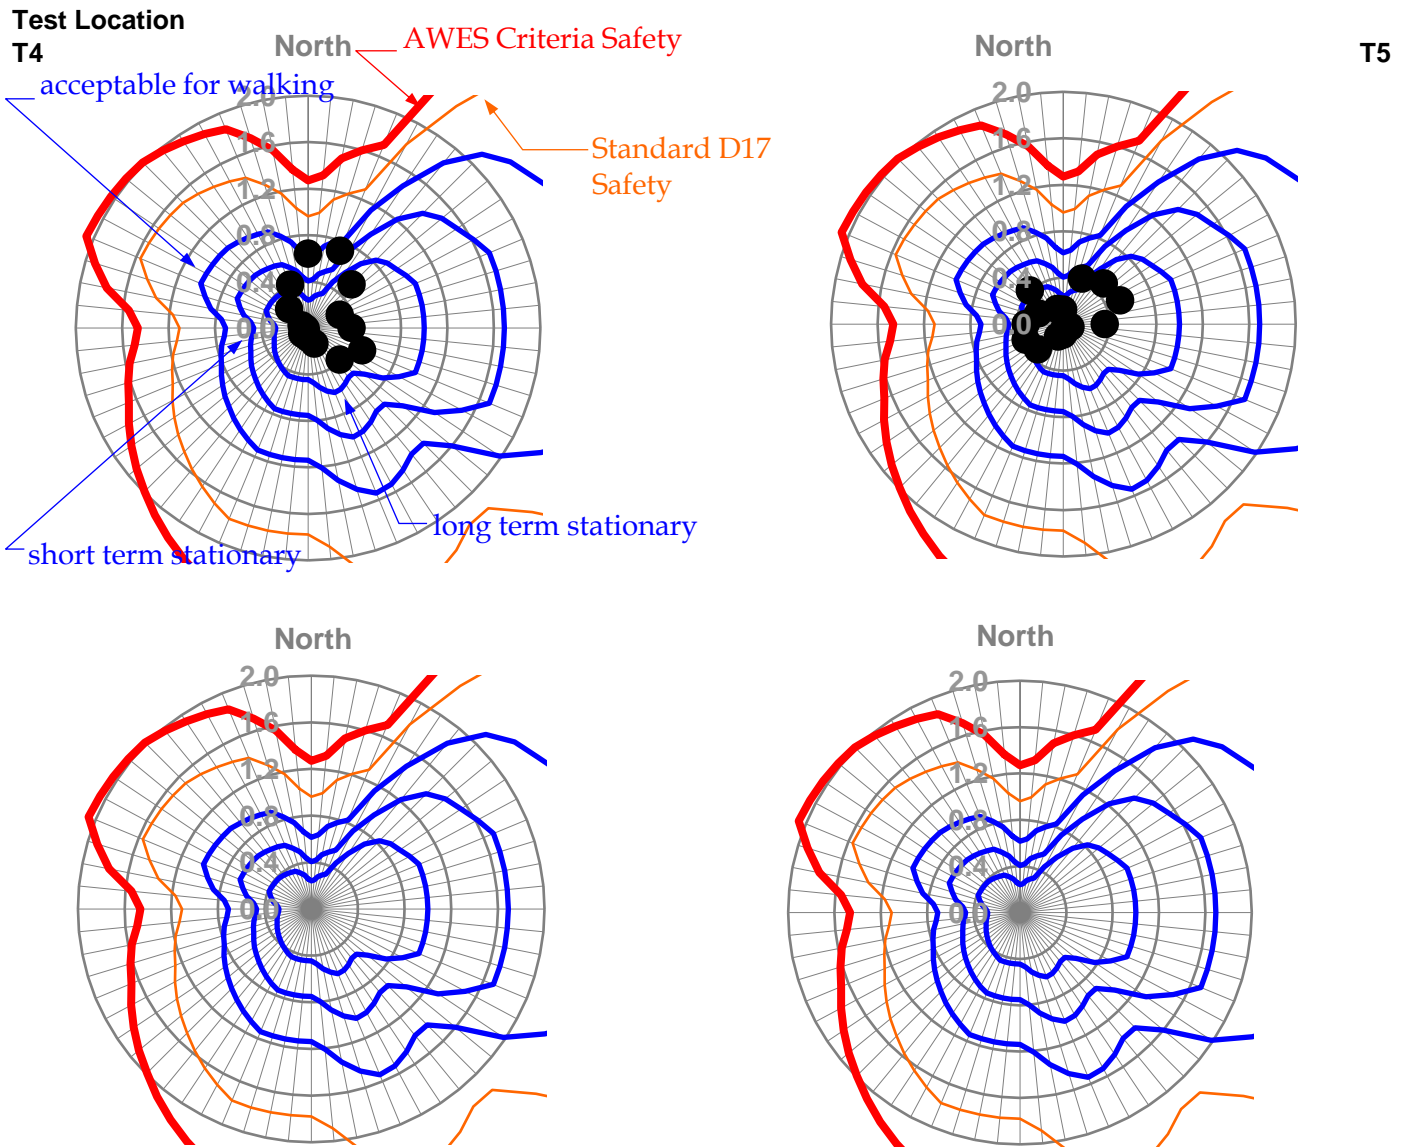 Test Location
T4
T5
North
AWES Criteria Safety
acceptable for walking
Standard D17
Safety
2.0
1.6
1.2
0.8
0.4
0.0
long term stationary
short term stationary
North
2.0
1.6
1.2
0.8
0.4
0.0
North
2.0
1.6
1.2
0.8
0.4
0.0
North
2.0
1.6
1.2
0.8
0.4
0.0